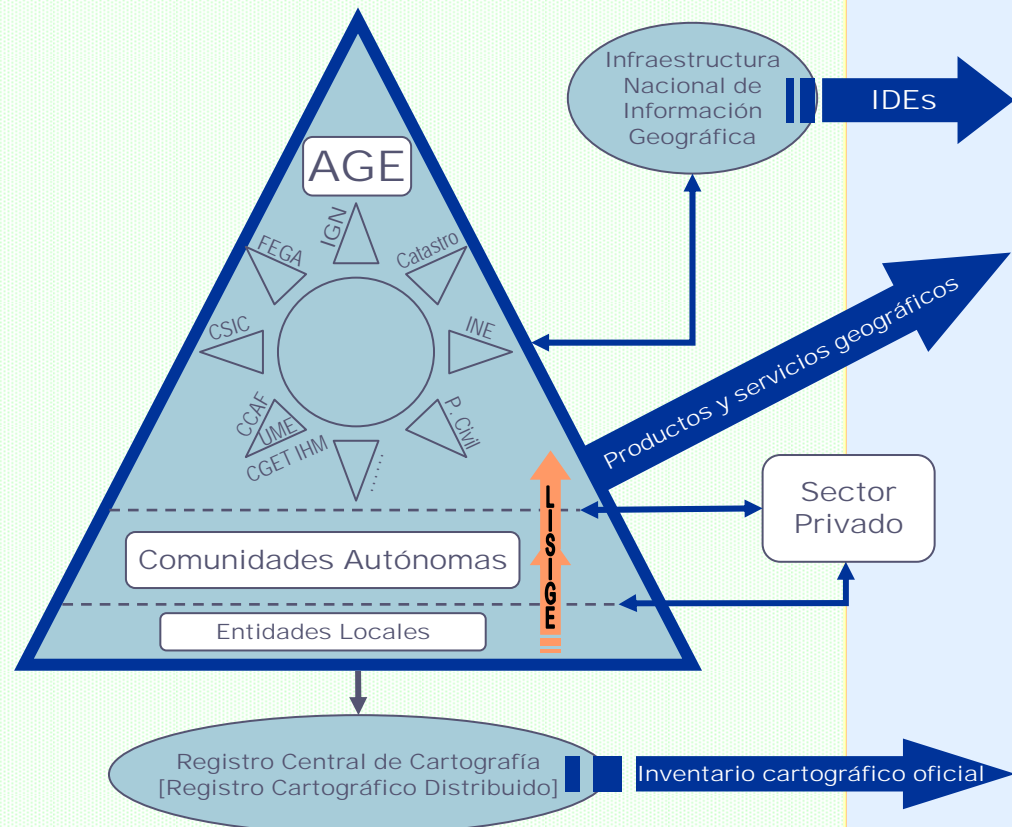 Infraestructura
Nacional de
Información
Geográfica
IDEs
AGE
IGN
FEGA
Catastro
CSIC
INE
CCAF
UME
CGET IHM
P. Civil
......
Productos y servicios geográficos
LISIGE
Sector
Privado
Comunidades Autónomas
Entidades Locales
Registro Central de Cartografía
[Registro Cartográfico Distribuido]
Inventario cartográfico oficial